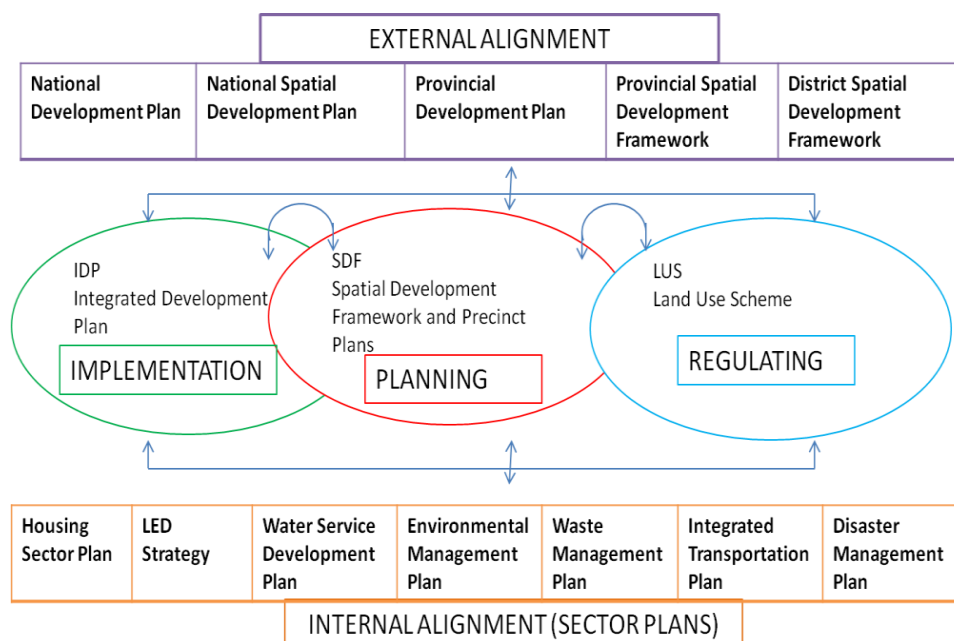 EXTERNAL ALIGNMENT
National
Development Plan
National Spatial
Development Plan
Provincial
Development Plan
Provincial Spatial
Development
Framework
District Spatial
Development
Framework
IDP
Integrated Development
Plan
IMPLEMENTATION
SDF
Spatial Development
Framework and Precinct
Plans
PLANNING
LUS
Land Use Scheme
REGULATING
Housing
Sector Plan
LED
Strategy
Water Service
Development
Plan
Environmental
Management
Plan
Waste
Management
Plan
Integrated
Transportation
Plan
Disaster
Management
Plan
INTERNAL ALIGNMENT (SECTOR PLANS)